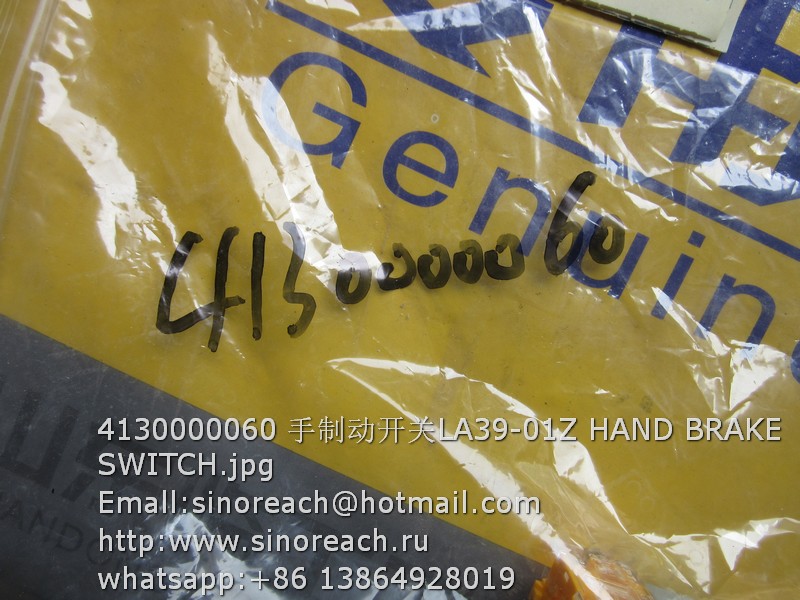 Genuine
4130000060
4130000060 手制动开关LA39-01Z HAND BRAKE
SWITCH.jpg
Emall:sinoreach@hotmail.com
http:www.sinoreach.ru
whatsapp:+86 13864928019